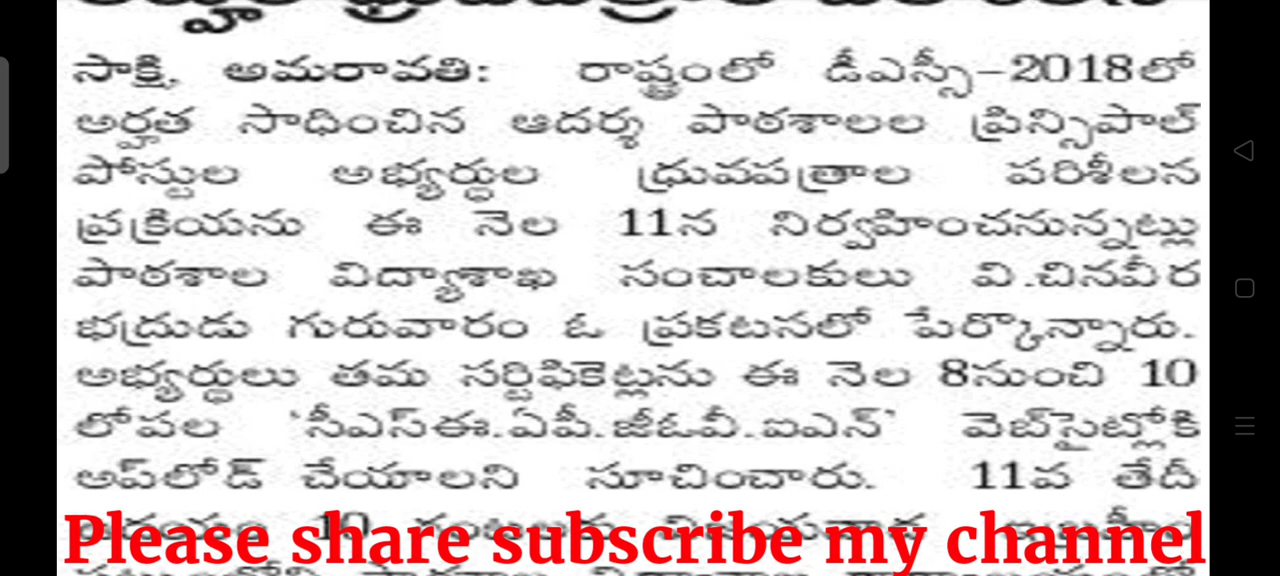 సాక్షి, అమరావతి: రాష్ట్రంలో డీఎస్సీ–2018లో
అర్హత సాధించిన ఆదర్శ పాఠశాలల ప్రిన్సిపాల్
పోస్టుల అభ్యర్థుల ధ్రువపత్రాల పరిశీలన
ప్రక్రియను ఈ నెల 11న నిర్వహించనున్నట్లు
పాఠశాల విద్యాశాఖ సంచాలకులు వి.చినవీర
భద్రుడు గురువారం ఓ ప్రకటనలో పేర్కొన్నారు.
అభ్యర్థులు తమ సర్టిఫికెట్లను ఈ నెల 8నుంచి 10
లోపల ‘సీఎస్ఈ.ఏపీ.జీఓవీ.ఐఎన్’ వెబ్‌సైట్లోకి
అప్‌లోడ్ చేయాలని సూచించారు. 11వ తేదీ
Please share subscribe my channel